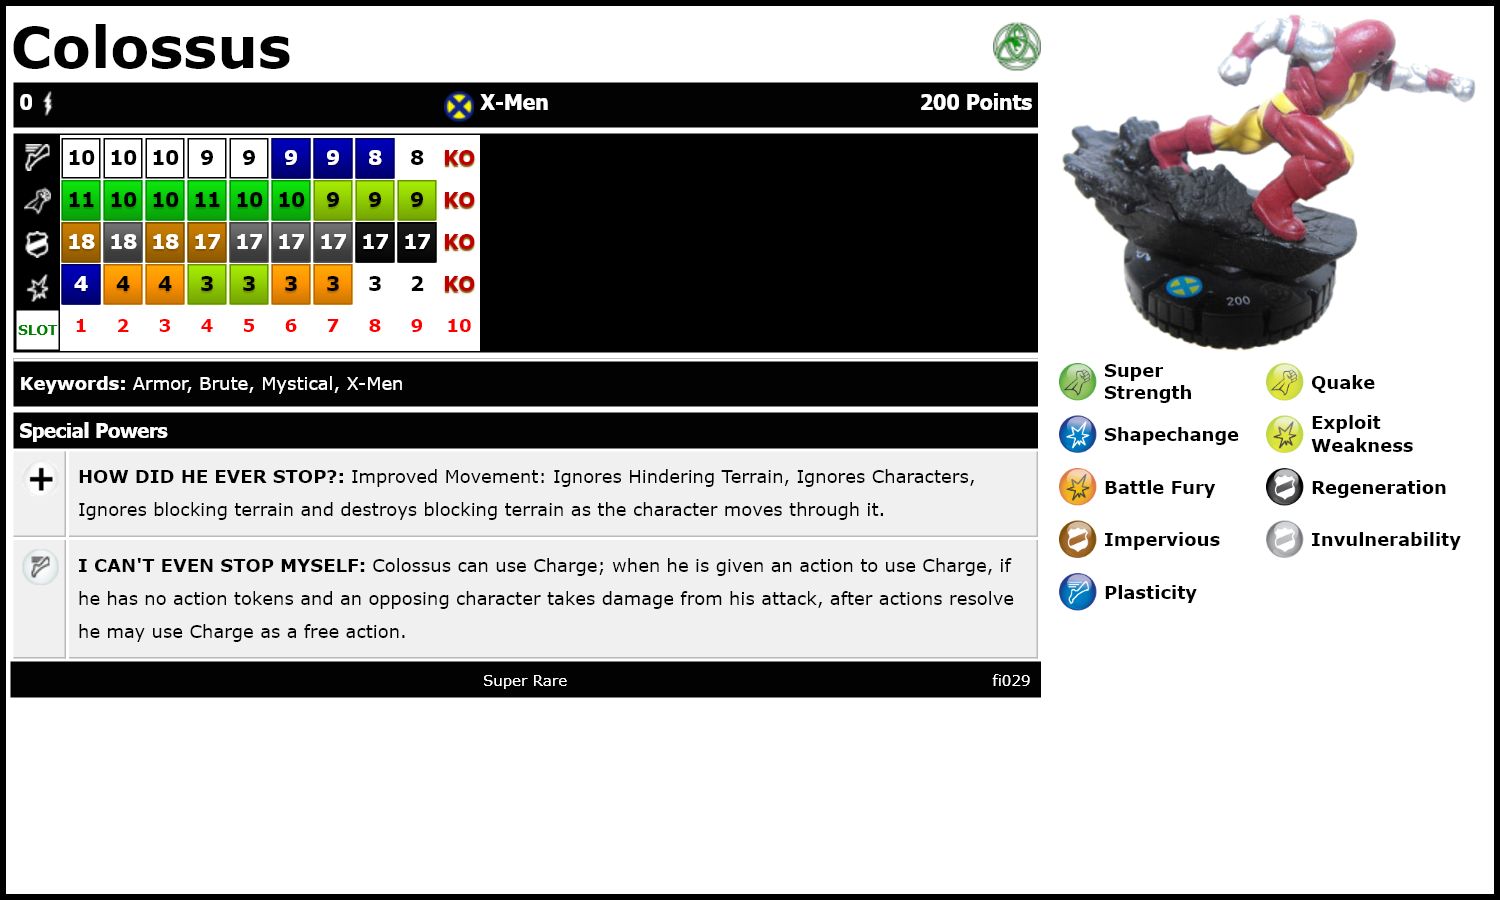 Colossus
0 X-Men 200 Points
10 10 10 9 9 9 9 8 8 KO
11 10 10 11 10 10 9 9 9 KO
18 18 18 17 17 17 17 17 17 KO
4 4 4 3 3 3 3 3 2 KO
SLOT 1 2 3 4 5 6 7 8 9 10
Keywords: Armor, Brute, Mystical, X-Men
Special Powers
HOW DID HE EVER STOP?: Improved Movement: Ignores Hindering Terrain, Ignores Characters,
Ignores blocking terrain and destroys blocking terrain as the character moves through it.
I CAN'T EVEN STOP MYSELF: Colossus can use Charge; when he is given an action to use Charge, if
he has no action tokens and an opposing character takes damage from his attack, after actions resolve
he may use Charge as a free action.
Super Rare fi029
200
Super
Strength
Quake
Shapechange
Exploit
Weakness
Battle Fury
Regeneration
Impervious
Invulnerability
Plasticity